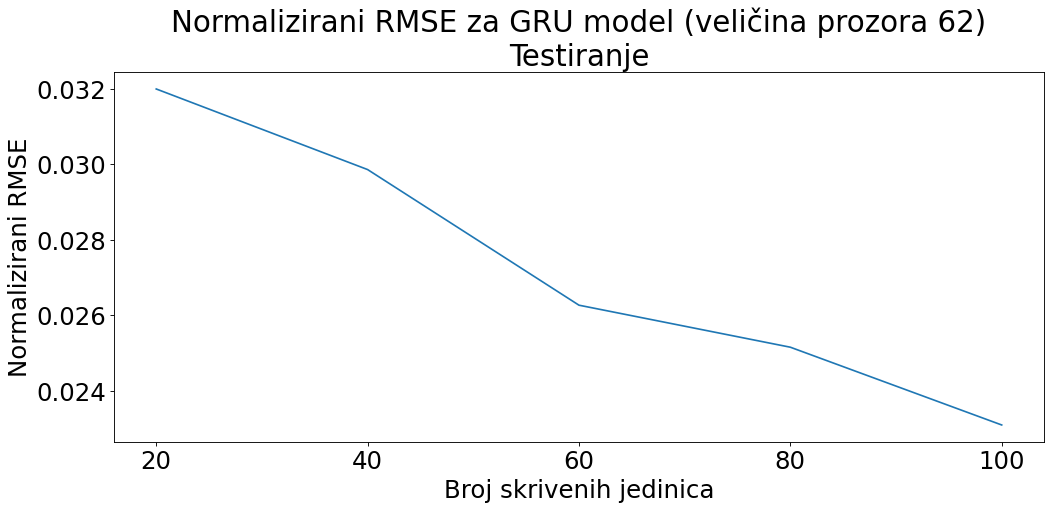 Normalizirani RMSE za GRU model (veličina prozora 62)
Testiranje
Normalizirani RMSE
0.032
0.030
0.028
0.026
0.024
20 40 60 80 100
Broj skrivenih jedinica